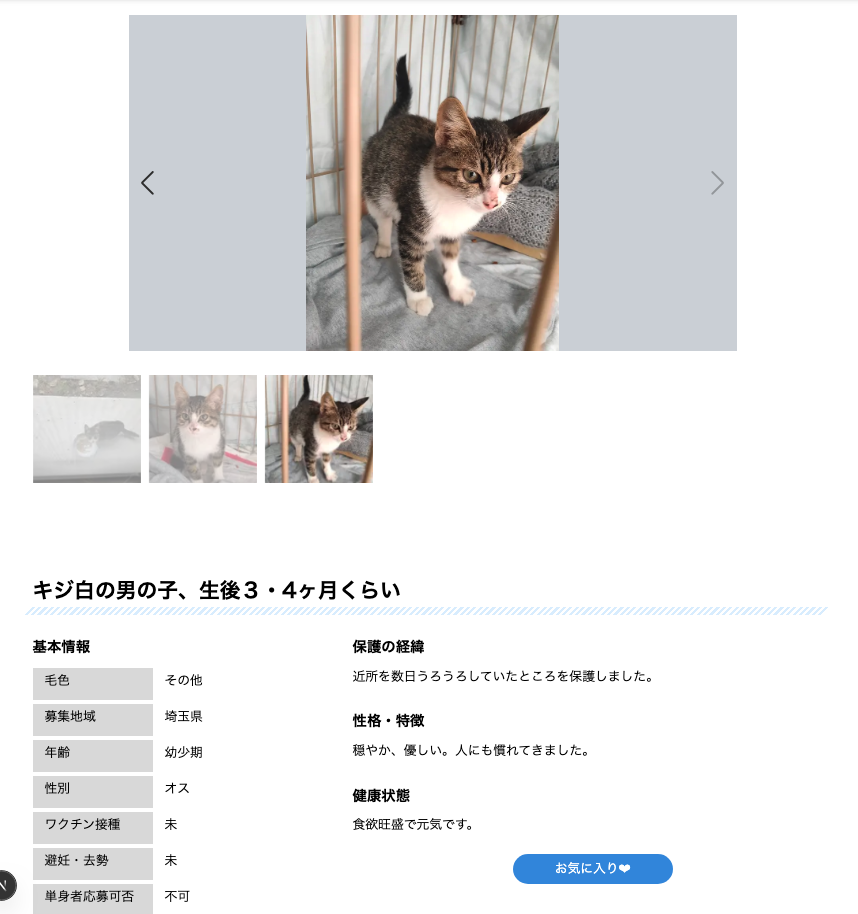 キジ白の男の子、生後３・4ヶ月くらい
基本情報
毛色 その他
募集地域 埼玉県
年齢 幼少期
性別 オス
ワクチン接種 未
避妊・去勢 未
単身者応募可否 不可
保護の経緯
近所を数日うろうろしていたところを保護しました。
性格・特徴
穏やか、優しい。人にも慣れてきました。
健康状態
食欲旺盛で元気です。
お気に入り❤
N